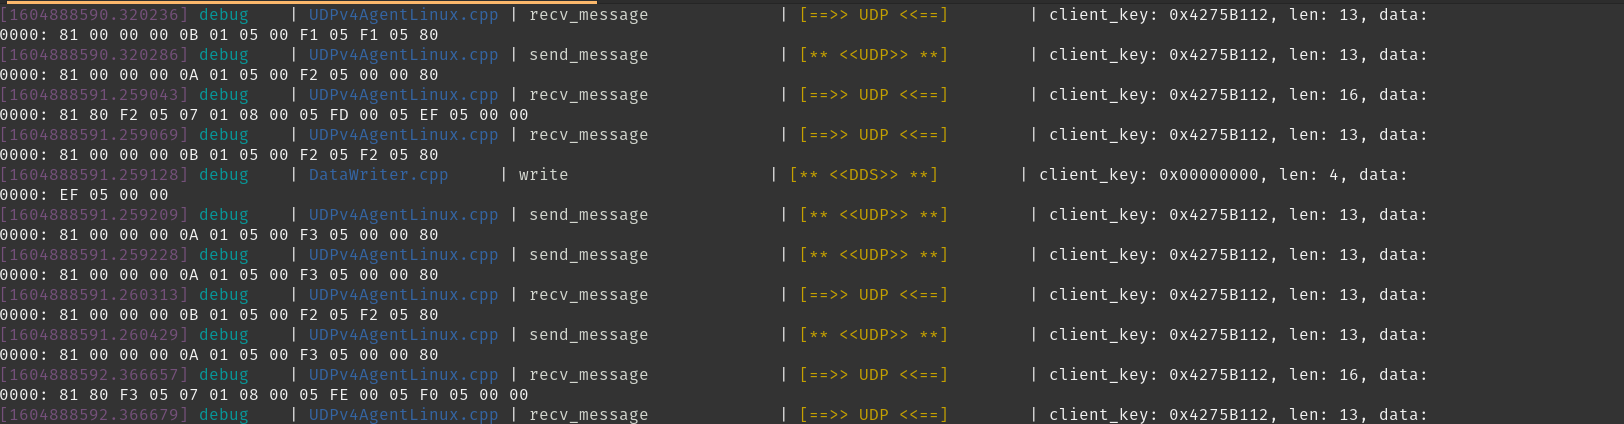 [1604888590.320236] debug | UDPv4AgentLinux.cpp | recv_message | [==>> UDP <<==] | client_key: 0x4275B112, len: 13, data:
0000: 81 00 00 00 0B 01 05 00 F1 05 F1 05 80
[1604888590.320286] debug | UDPv4AgentLinux.cpp | send_message | [** <<UDP>> **] | client_key: 0x4275B112, len: 13, data:
0000: 81 00 00 00 0A 01 05 00 F2 05 00 00 80
[1604888591.259043] debug | UDPv4AgentLinux.cpp | recv_message | [==>> UDP <<==] | client_key: 0x4275B112, len: 16, data:
0000: 81 80 F2 05 07 01 08 00 05 FD 00 05 EF 05 00 00
[1604888591.259069] debug | UDPv4AgentLinux.cpp | recv_message | [==>> UDP <<==] | client_key: 0x4275B112, len: 13, data:
0000: 81 00 00 00 0B 01 05 00 F2 05 F2 05 80
[1604888591.259128] debug | DataWriter.cpp | write | [** <<DDS>> **] | client_key: 0x00000000, len: 4, data:
0000: EF 05 00 00
[1604888591.259209] debug | UDPv4AgentLinux.cpp | send_message | [** <<UDP>> **] | client_key: 0x4275B112, len: 13, data:
0000: 81 00 00 00 0A 01 05 00 F3 05 00 00 80
[1604888591.259228] debug | UDPv4AgentLinux.cpp | send_message | [** <<UDP>> **] | client_key: 0x4275B112, len: 13, data:
0000: 81 00 00 00 0A 01 05 00 F3 05 00 00 80
[1604888591.260313] debug | UDPv4AgentLinux.cpp | recv_message | [==>> UDP <<==] | client_key: 0x4275B112, len: 13, data:
0000: 81 00 00 00 0B 01 05 00 F2 05 F2 05 80
[1604888591.260429] debug | UDPv4AgentLinux.cpp | send_message | [** <<UDP>> **] | client_key: 0x4275B112, len: 13, data:
0000: 81 00 00 00 0A 01 05 00 F3 05 00 00 80
[1604888592.366657] debug | UDPv4AgentLinux.cpp | recv_message | [==>> UDP <<==] | client_key: 0x4275B112, len: 16, data:
0000: 81 80 F3 05 07 01 08 00 05 FE 00 05 F0 05 00 00
[1604888592.366679] debug | UDPv4AgentLinux.cpp | recv_message | [==>> UDP <<==] | client_key: 0x4275B112, len: 13, data: